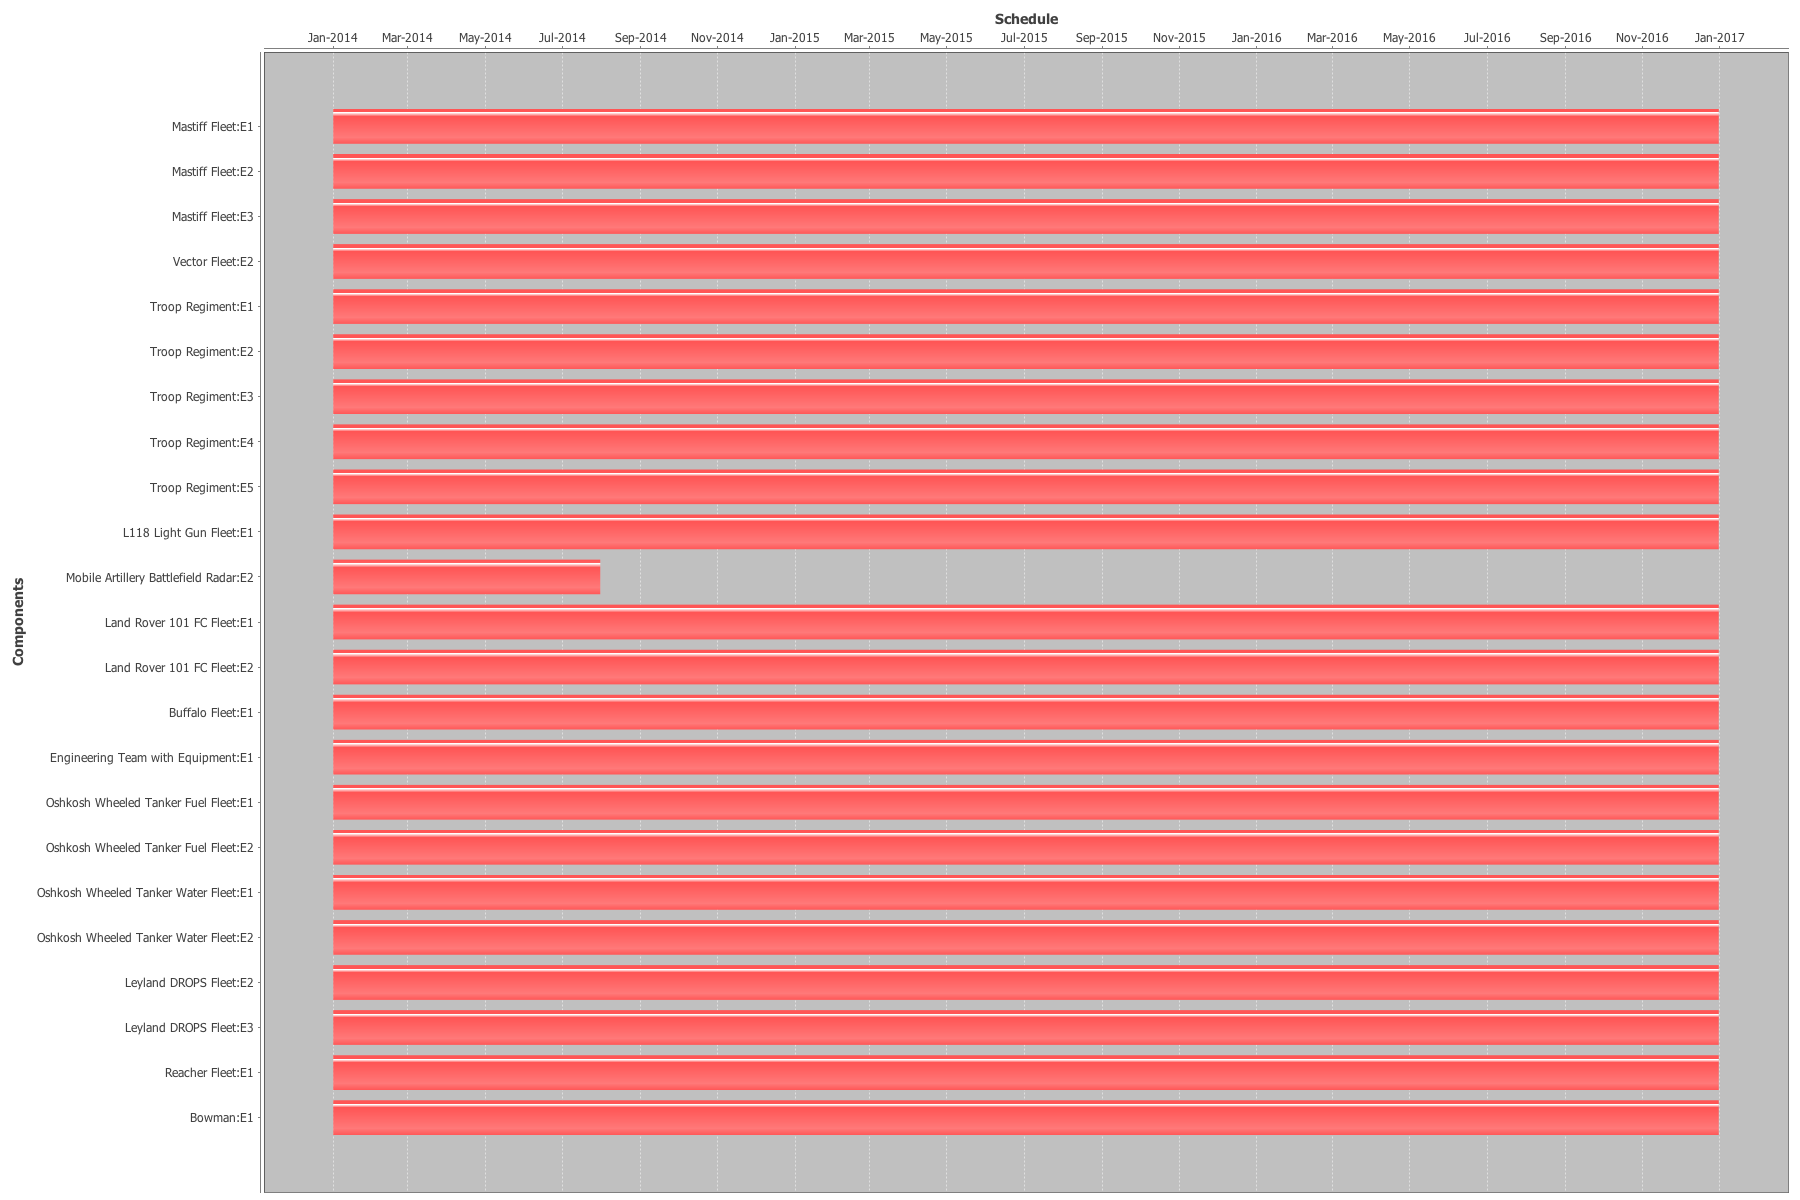 Schedule
Jan-2014 Mar-2014 May-2014 Jul-2014 Sep-2014 Nov-2014 Jan-2015 Mar-2015 May-2015 Jul-2015 Sep-2015 Nov-2015 Jan-2016 Mar-2016 May-2016 Jul-2016 Sep-2016 Nov-2016 Jan-2017
Components
Mastiff Fleet:E1
Mastiff Fleet:E2
Mastiff Fleet:E3
Vector Fleet:E2
Troop Regiment:E1
Troop Regiment:E2
Troop Regiment:E3
Troop Regiment:E4
Troop Regiment:E5
L118 Light Gun Fleet:E1
Mobile Artillery Battlefield Radar:E2
Land Rover 101 FC Fleet:E1
Land Rover 101 FC Fleet:E2
Buffalo Fleet:E1
Engineering Team with Equipment:E1
Oshkosh Wheeled Tanker Fuel Fleet:E1
Oshkosh Wheeled Tanker Fuel Fleet:E2
Oshkosh Wheeled Tanker Water Fleet:E1
Oshkosh Wheeled Tanker Water Fleet:E2
Leyland DROPS Fleet:E2
Leyland DROPS Fleet:E3
Reacher Fleet:E1
Bowman:E1